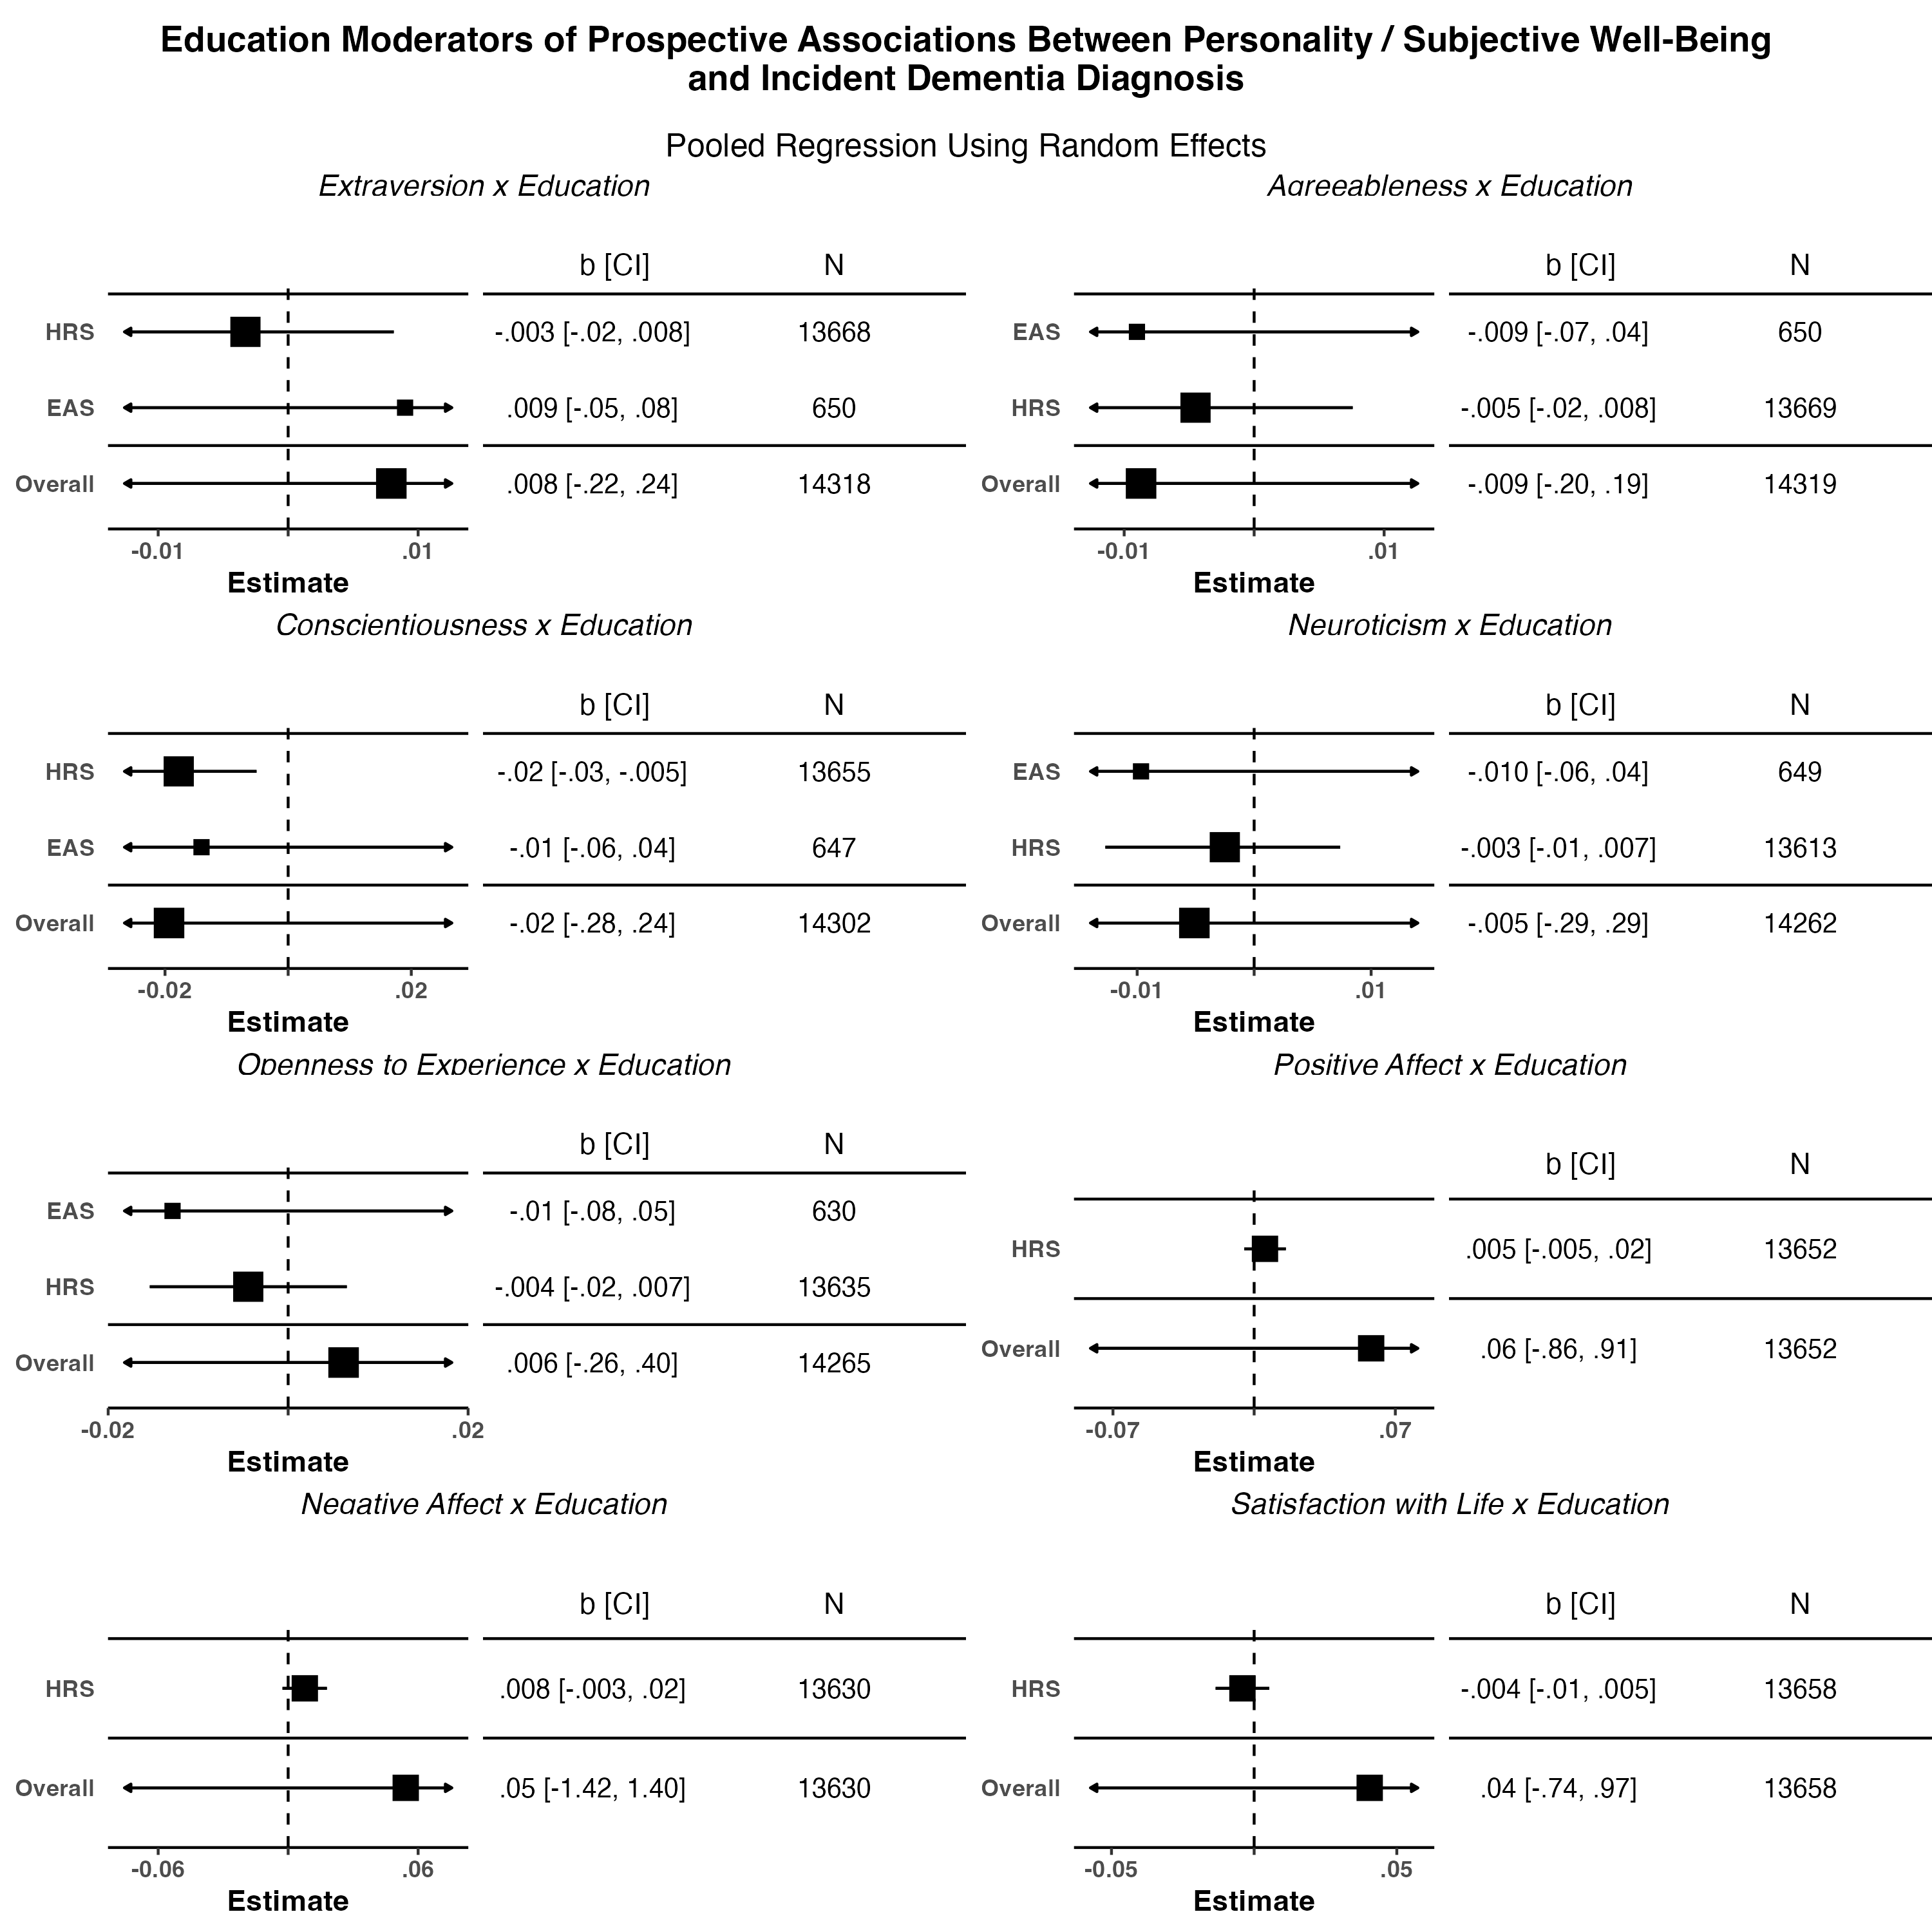 Education Moderators of Prospective Associations Between Personality / Subjective Well-Being
and Incident Dementia Diagnosis
Pooled Regression Using Random Effects
Extraversion x Education
b [CI] N
HRS -.003 [-.02, .008] 13668
EAS .009 [-.05, .08] 650
Overall .008 [-.22, .24] 14318
-0.01 .01
Estimate
Agreeableness x Education
b [CI] N
EAS -.009 [-.07, .04] 650
HRS -.005 [-.02, .008] 13669
Overall -.009 [-.20, .19] 14319
-0.01 .01
Estimate
Conscientiousness x Education
b [CI] N
HRS -.02 [-.03, -.005] 13655
EAS -.01 [-.06, .04] 647
Overall -.02 [-.28, .24] 14302
-0.02 .02
Estimate
Neuroticism x Education
b [CI] N
EAS -.010 [-.06, .04] 649
HRS -.003 [-.01, .007] 13613
Overall -.005 [-.29, .29] 14262
-0.01 .01
Estimate
Openness to Experience x Education
b [CI] N
EAS -.01 [-.08, .05] 630
HRS -.004 [-.02, .007] 13635
Overall .006 [-.26, .40] 14265
-0.02 .02
Estimate
Positive Affect x Education
b [CI] N
HRS .005 [-.005, .02] 13652
Overall .06 [-.86, .91] 13652
-0.07 .07
Estimate
Negative Affect x Education
b [CI] N
HRS .008 [-.003, .02] 13630
Overall .05 [-1.42, 1.40] 13630
-0.06 .06
Estimate
Satisfaction with Life x Education
b [CI] N
HRS -.004 [-.01, .005] 13658
Overall .04 [-.74, .97] 13658
-0.05 .05
Estimate